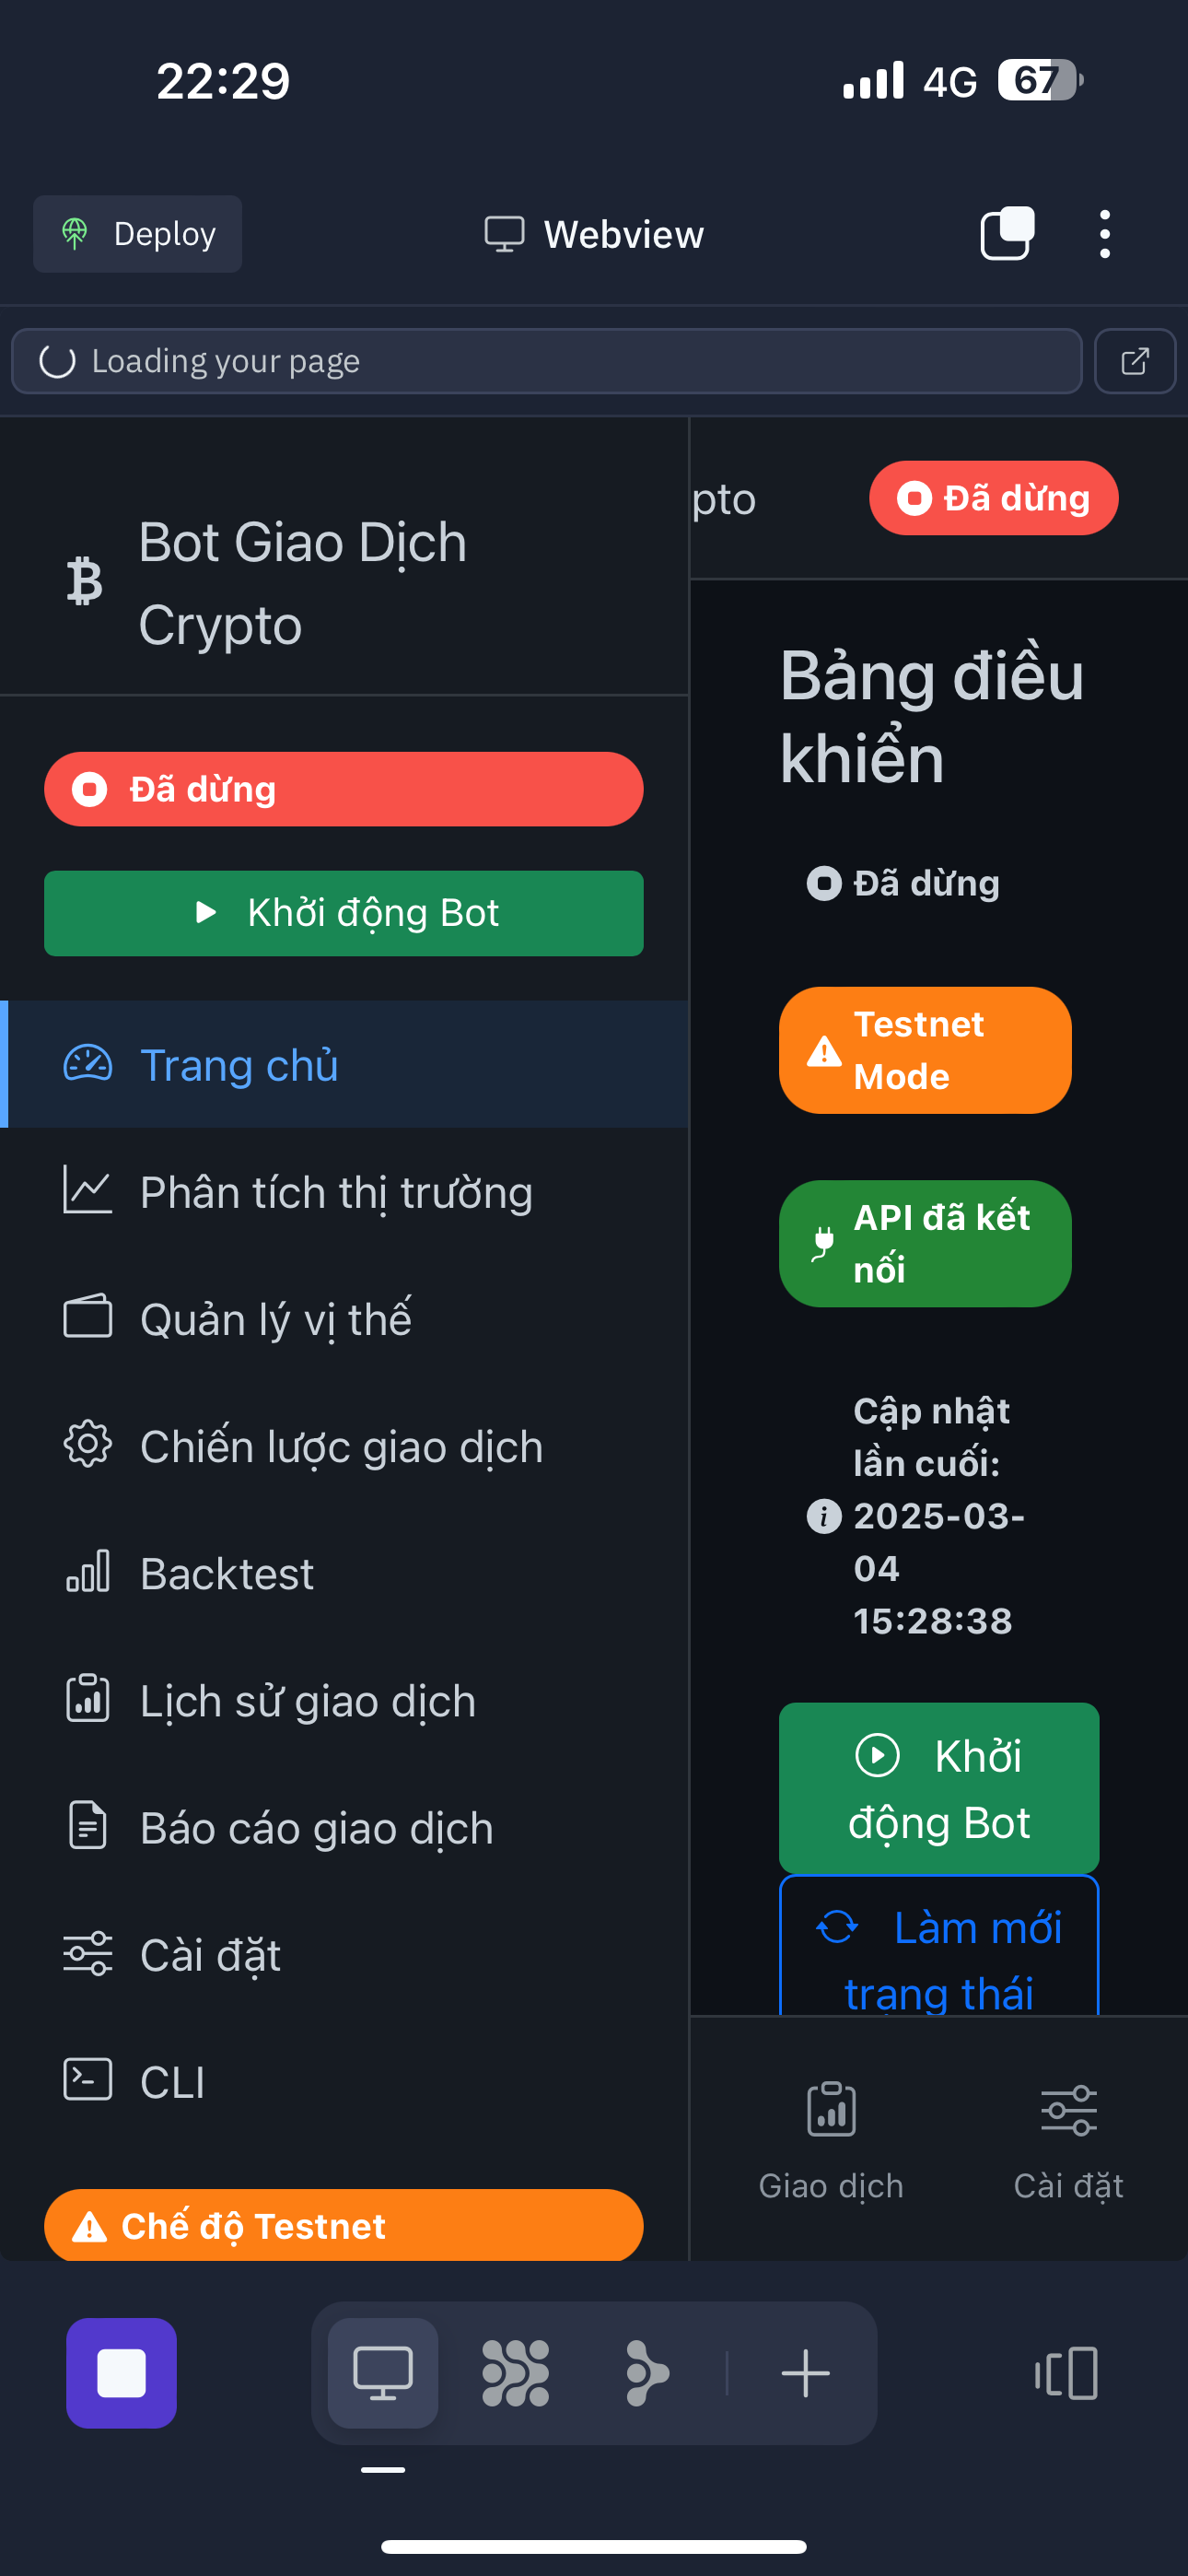 22:29
4G 67
Deploy
Webview
Loading your page
Bot Giao Dịch
Crypto
Đã dừng
Khởi động Bot
Trang chủ
Phân tích thị trường
Quản lý vị thế
Chiến lược giao dịch
Backtest
Lịch sử giao dịch
Báo cáo giao dịch
Cài đặt
CLI
Chế độ Testnet
pto
Đã dừng
Bảng điều
khiển
Đã dừng
Testnet
Mode
API đã kết
nối
Cập nhật
lần cuối:
2025-03-
04
15:28:38
Khởi
động Bot
Làm mới
trạng thái
Giao dịch
Cài đặt